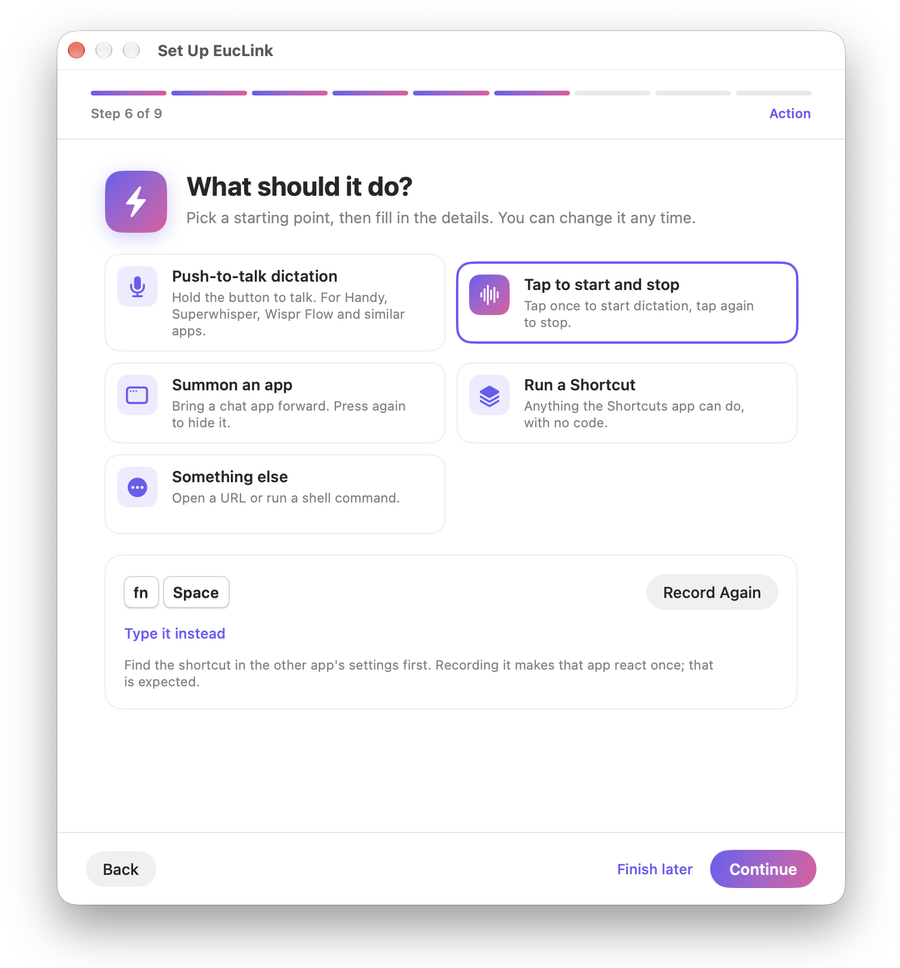 Set Up EucLink
Step 6 of 9
Action
What should it do?
Pick a starting point, then fill in the details. You can change it any time.
Push-to-talk dictation
Hold the button to talk. For Handy,
Superwhisper, Wispr Flow and similar
apps.
Tap to start and stop
Tap once to start dictation, tap again
to stop.
Summon an app
Bring a chat app forward. Press again
to hide it.
Run a Shortcut
Anything the Shortcuts app can do,
with no code.
Something else
Open a URL or run a shell command.
fn Space
Record Again
Type it instead
Find the shortcut in the other app's settings first. Recording it makes that app react once; that
is expected.
Back
Finish later
Continue